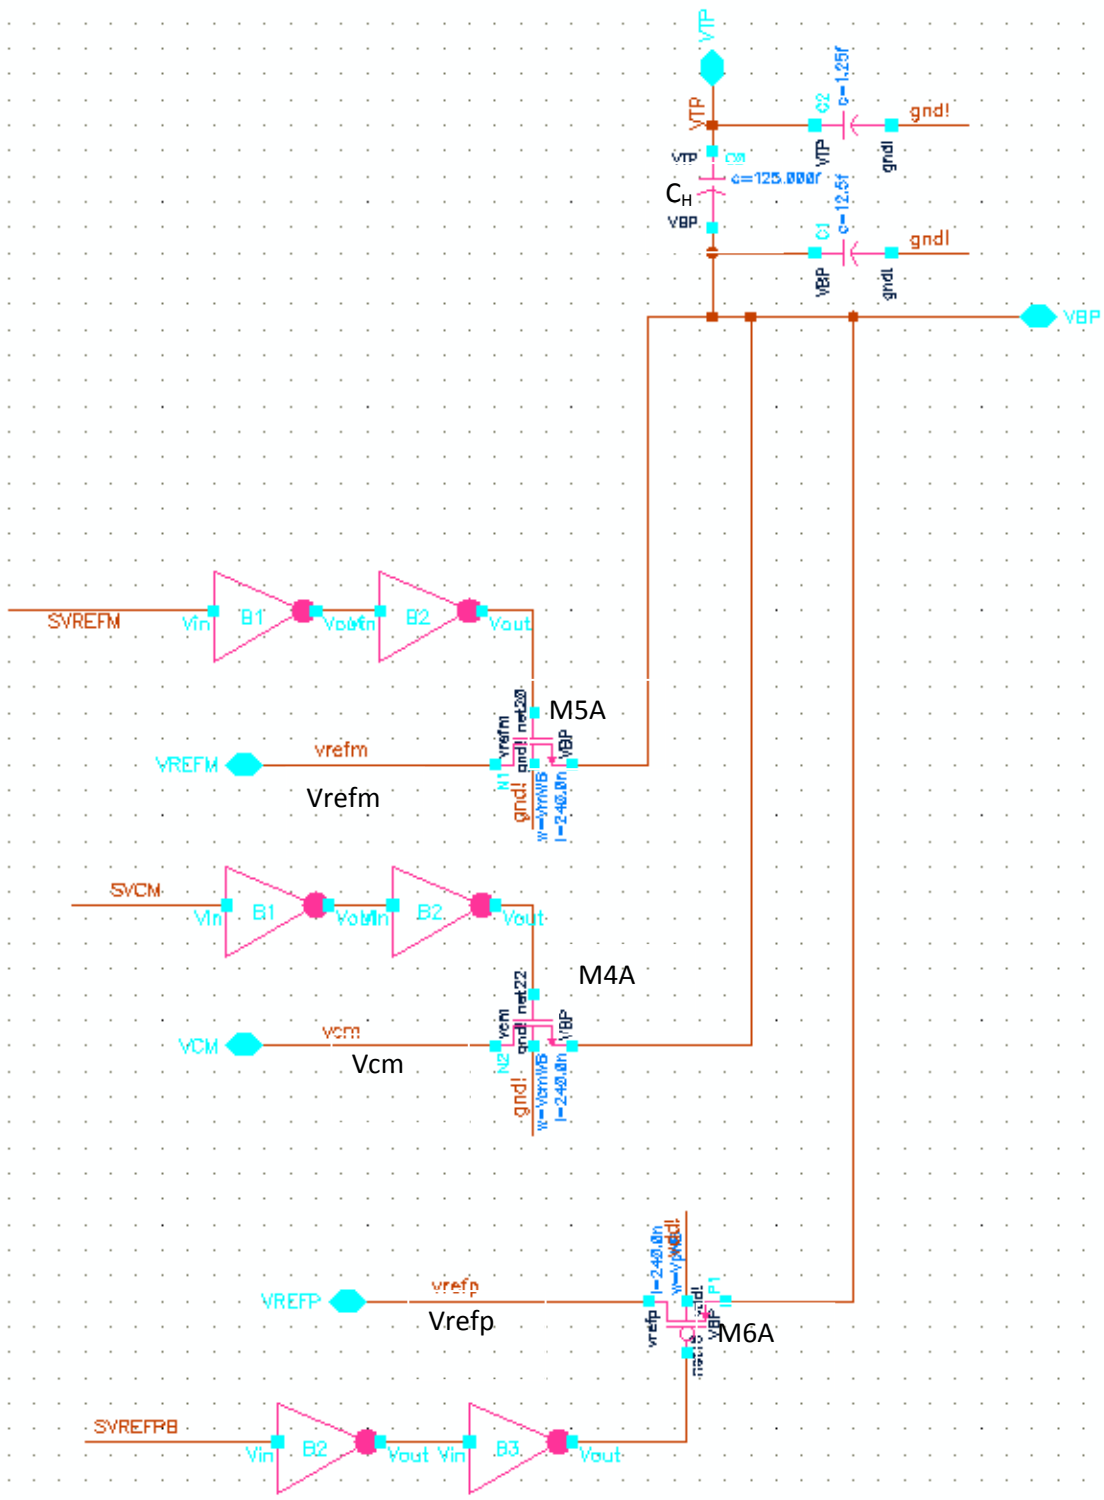 VTP
VTP
C2
c=1.25f
gnd!
VTP
gnd!
VTP
C0
c=125.000f
CH
VBP
C1
c=12.5f
gnd!
VBP
gnd!
VBP
SVREFM
Vin
B1
Vout
Vin
B2
Vout
net20
M5A
vrefm
gnd!
VBP
VREFM
vrefm
N1
gnd!
w=VmWB
l=240.0n
Vrefm
SVCM
Vin
B1
Vout
Vin
B2
Vout
M4A
net22
vcm
gnd!
VBP
VCM
vcm
N2
gnd!
w=VcmWB
l=240.0n
Vcm
l=240.0n
vdd!
P1
VREFP
vrefp
vrefp
VBP
Vrefp
M6A
SVREFPB
Vin
B2
Vout
Vin
B3
Vout